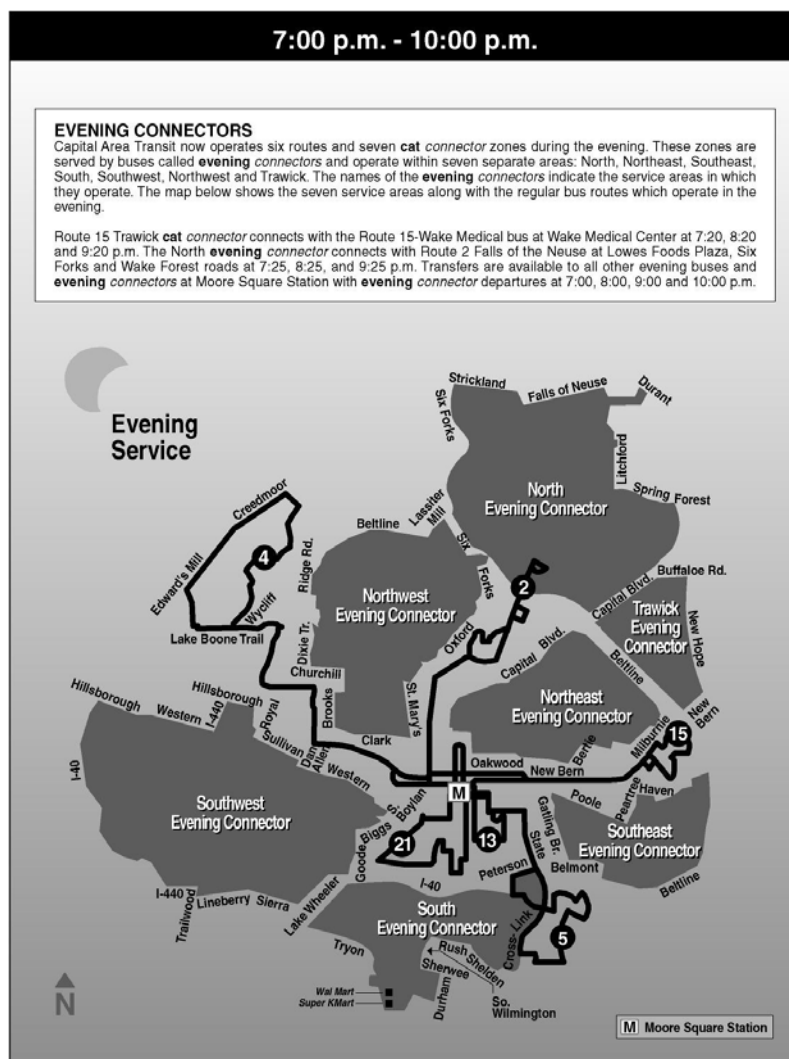 7:00 p.m. - 10:00 p.m.
EVENING CONNECTORS
Capital Area Transit now operates six routes and seven cat connector zones during the evening. These zones are
served by buses called evening connectors and operate within seven separate areas: North, Northeast, Southeast,
South, Southwest, Northwest and Trawick. The names of the evening connectors indicate the service areas in which
they operate. The map below shows the seven service areas along with the regular bus routes which operate in the
evening.
Route 15 Trawick cat connector connects with the Route 15-Wake Medical bus at Wake Medical Center at 7:20, 8:20
and 9:20 p.m. The North evening connector connects with Route 2 Falls of the Neuse at Lowes Foods Plaza, Six
Forks and Wake Forest roads at 7:25, 8:25, and 9:25 p.m. Transfers are available to all other evening buses and
evening connectors at Moore Square Station with evening connector departures at 7:00, 8:00, 9:00 and 10:00 p.m.
Evening
Service
Strickland
Falls of Neuse
Durant
Six Forks
Litchford
Creedmoor
Lassiter
Mill
North
Evening Connector
Spring Forest
Beltline
4
Edward's Mill
Ridge Rd.
Six
Forks
2
Buffaloe Rd.
Capital Blvd.
Wycliff
Northwest
Evening Connector
Trawick
Evening
Connector
New Hope
Lake Boone Trail
Dixie Tr.
Oxford
Capital Blvd.
Beltline
Churchill
St. Mary's
Northeast
Evening Connector
New
Bern
Hillsborough
Western
I-440
Hillsborough
Royal
Brooks
Clark
Milburnie
15
Sullivan
Dan
Allen
Western
Oakwood
Bertie
New Bern
I-40
Southwest
Evening Connector
M
S.
Boylan
Biggs
Goode
21
13
Gatling Br.
State
Poole
Peartree
Haven
Southeast
Evening Connector
Belmont
Beltline
Peterson
I-40
I-440
Trailwood
Lineberry
Sierra
Lake Wheeler
South
Evening Connector
Cross-Link
5
Tryon
Rush
Shelden
Sherwee
Durham
So.
Wilmington
Wal Mart
Super KMart
N
M Moore Square Station